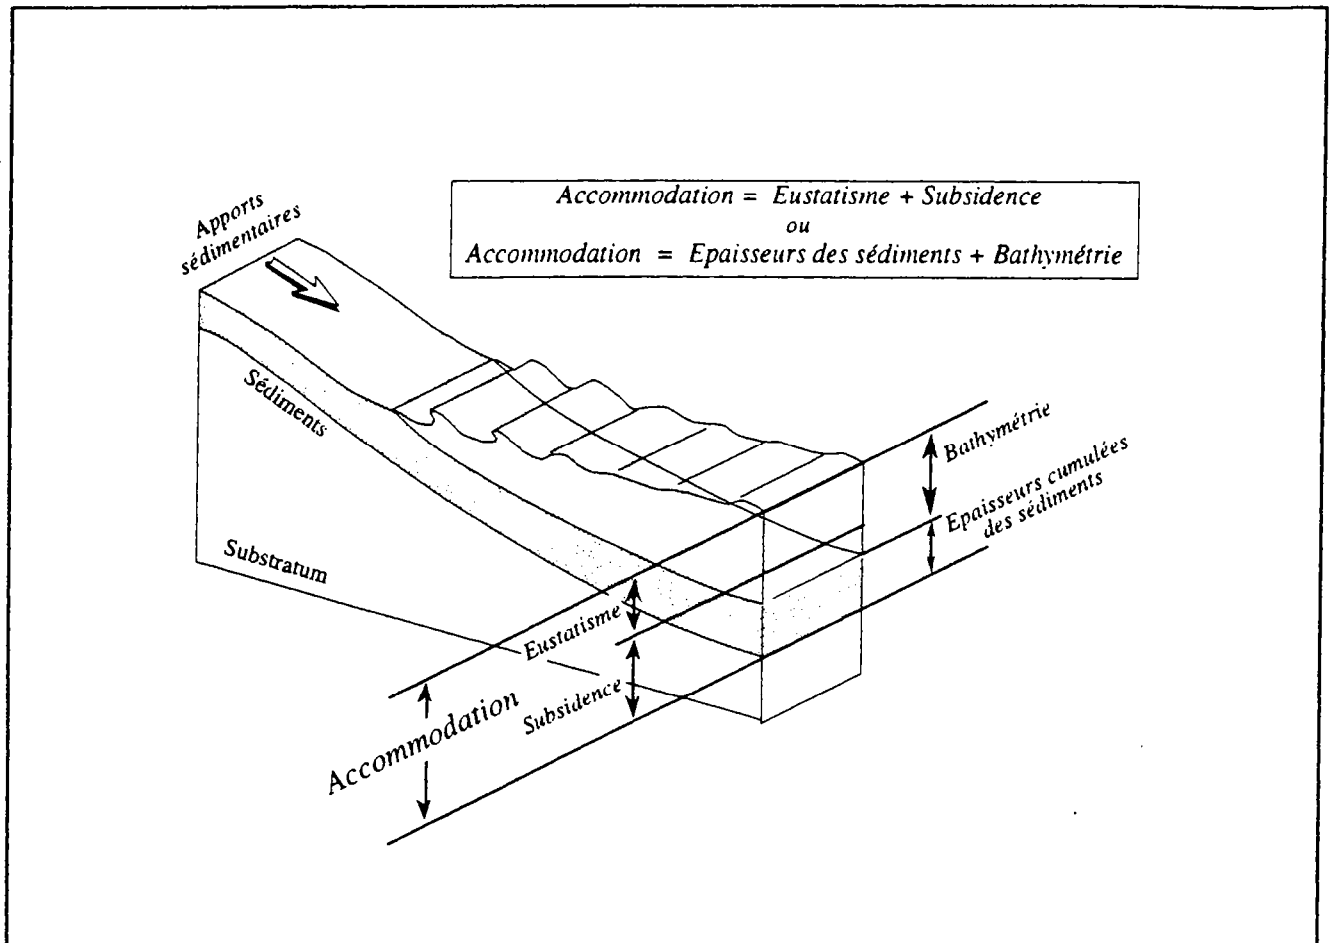 Accommodation = Eustatisme + Subsidence
ou
Accommodation = Epaisseurs des sédiments + Bathymétrie
Apports
sédimentaires
Sédiments
Substratum
Bathymétrie
Epaisseurs cumulées
des sédiments
Eustatisme
Subsidence
Accommodation